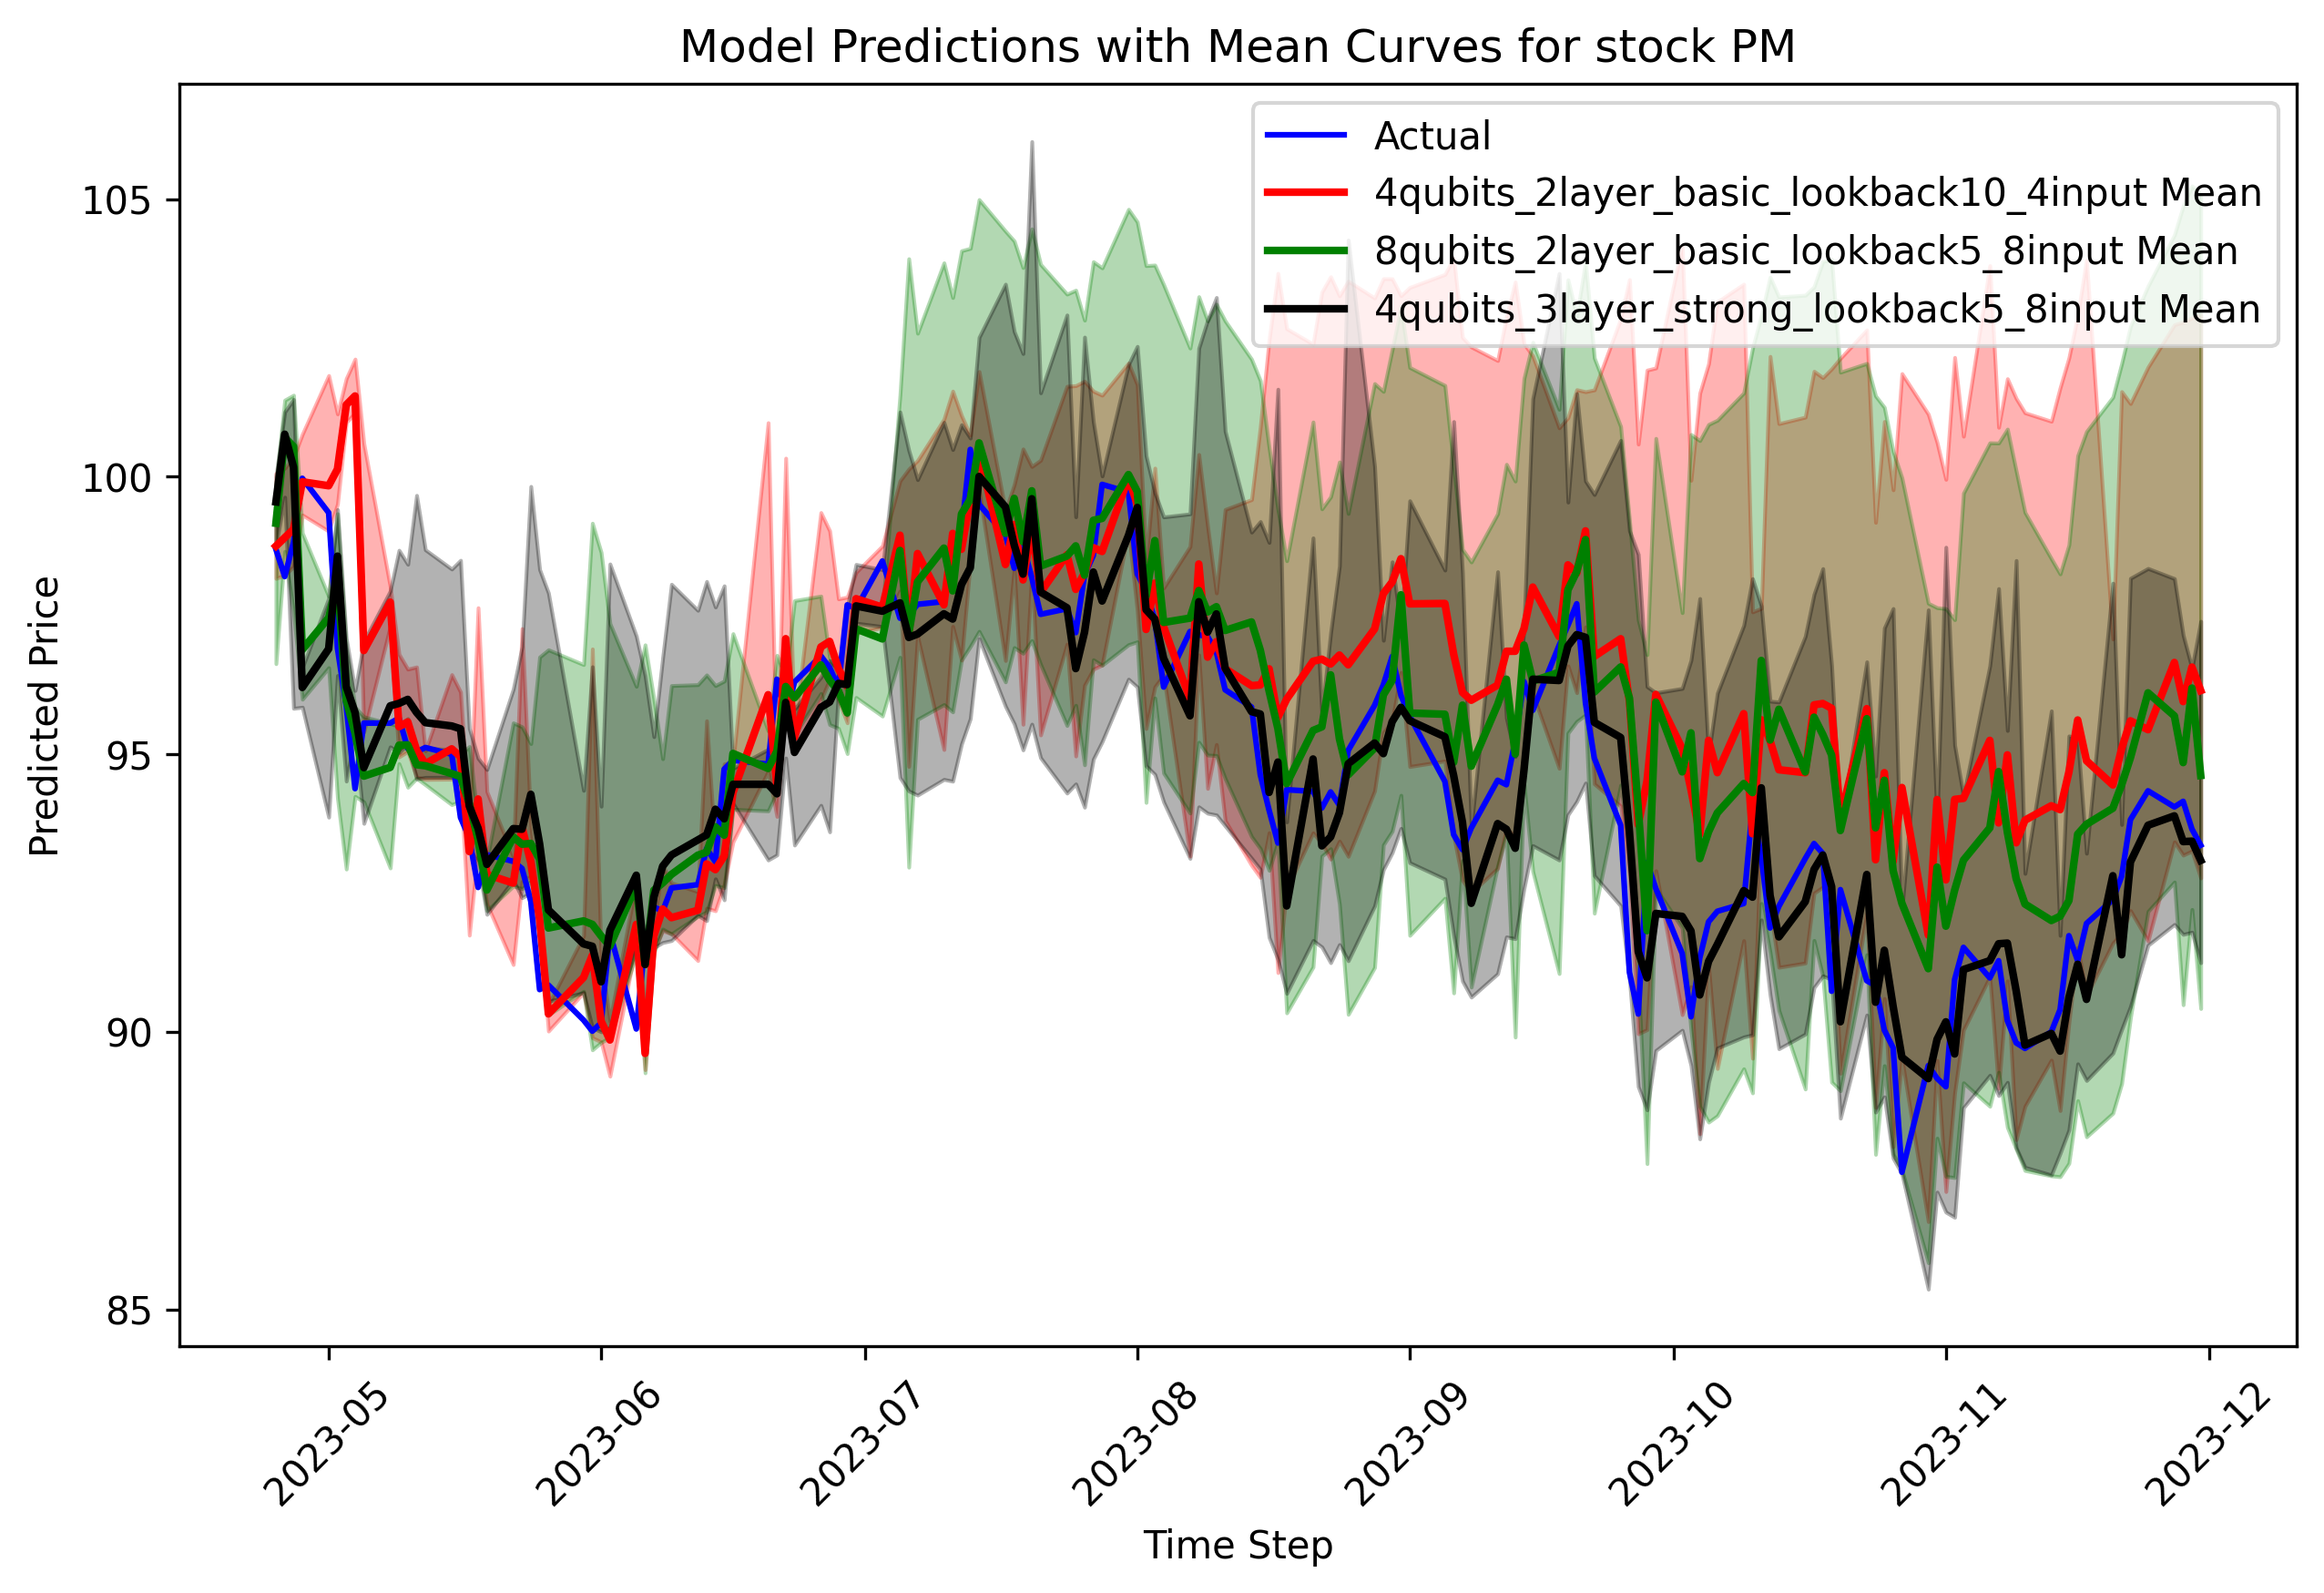 Model Predictions with Mean Curves for stock PM
Actual
4qubits_2layer_basic_lookback10_4input Mean
8qubits_2layer_basic_lookback5_8input Mean
4qubits_3layer_strong_lookback5_8input Mean
Predicted Price
105
100
95
90
85
2023-05
2023-06
2023-07
2023-08
2023-09
2023-10
2023-11
2023-12
Time Step